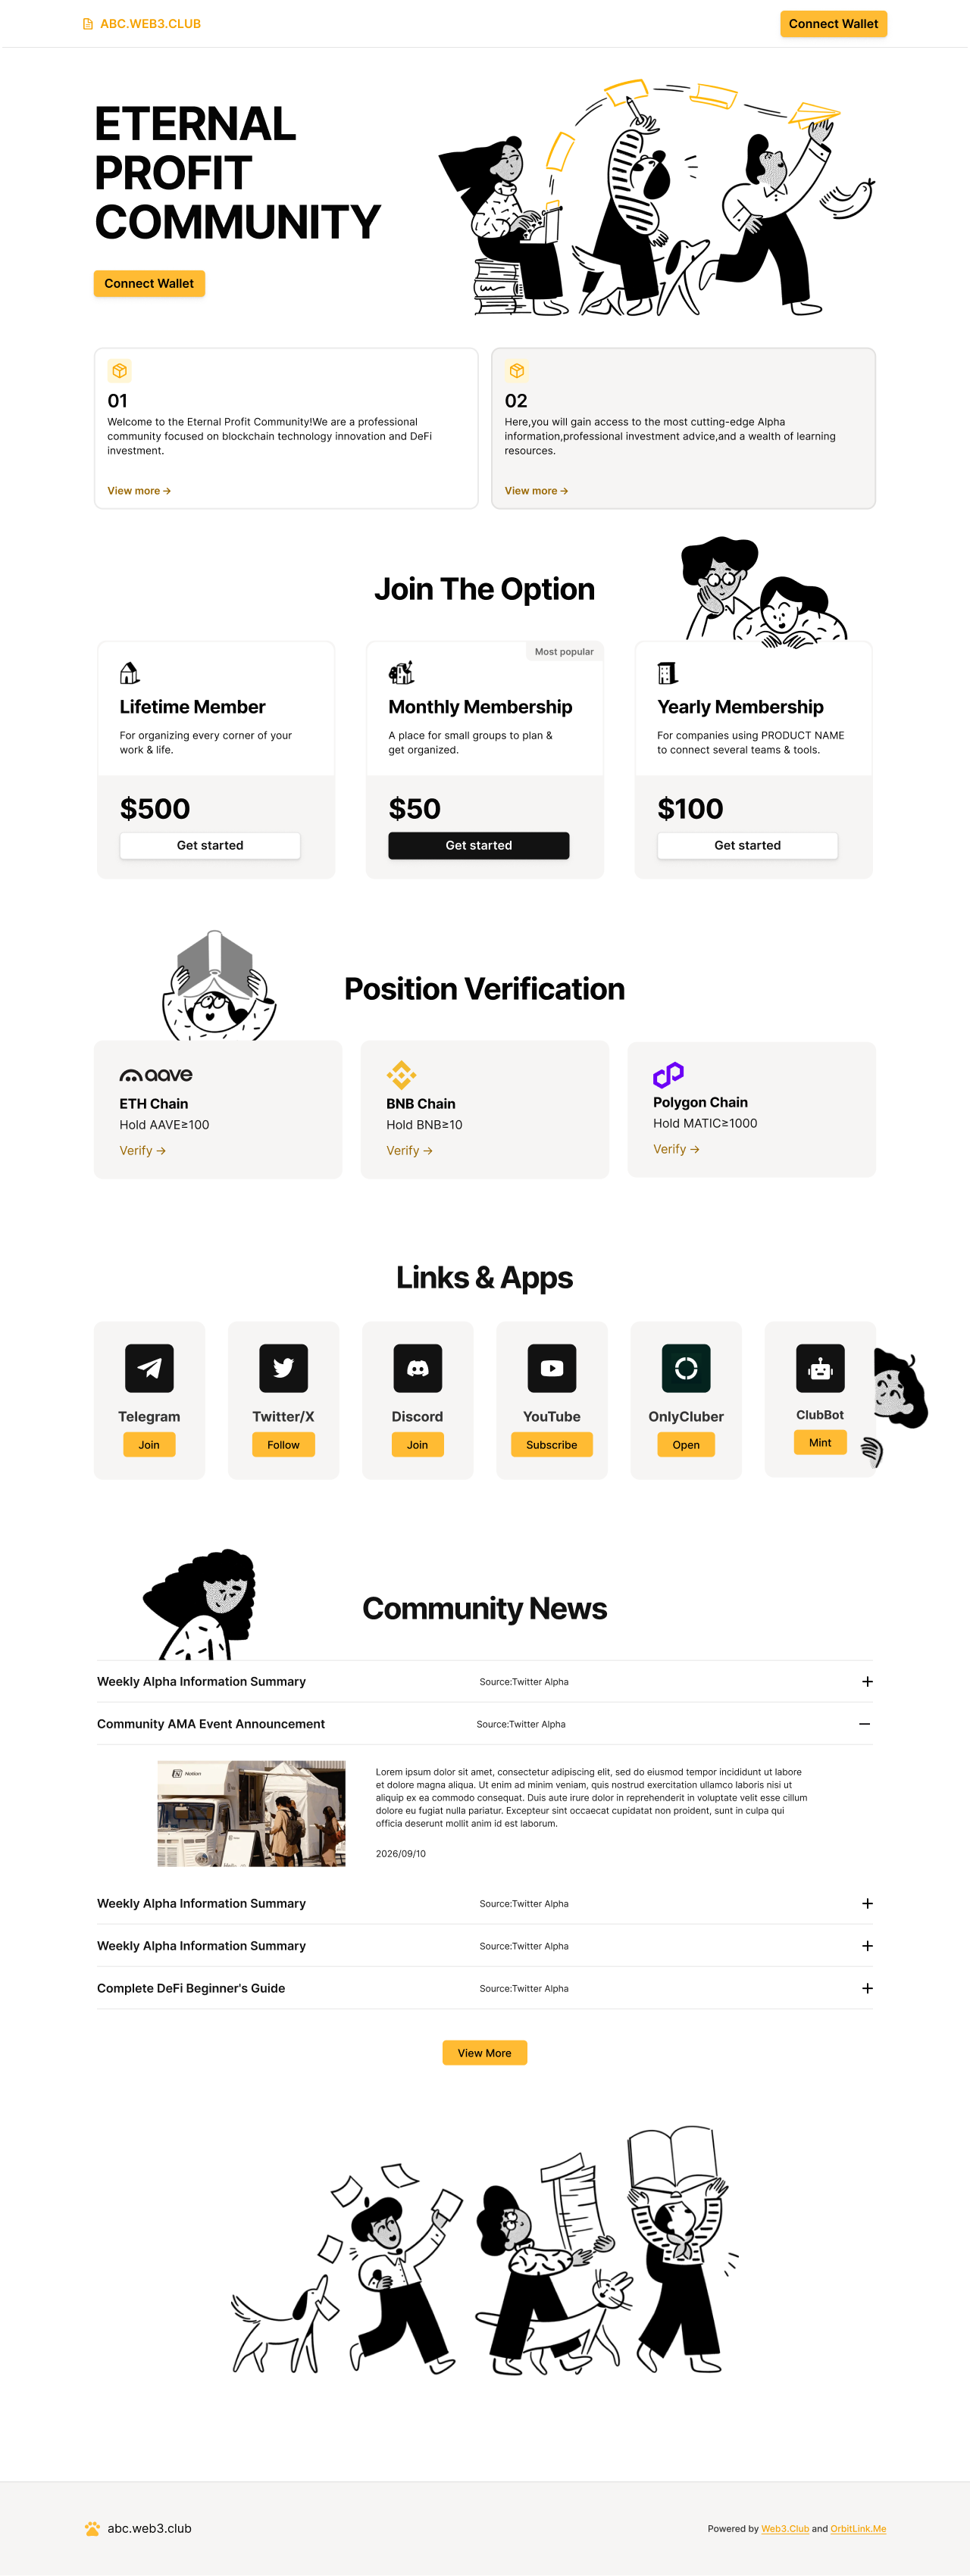 ABC.WEB3.CLUB
Connect Wallet
ETERNAL
PROFIT
COMMUNITY
Connect Wallet
01
Welcome to the Eternal Profit Community!We are a professional
community focused on blockchain technology innovation and DeFi
investment.
View more →
02
Here,you will gain access to the most cutting-edge Alpha
information,professional investment advice,and a wealth of learning
resources.
View more →
Join The Option
Lifetime Member
For organizing every corner of your
work & life.
$500
Get started
Most popular
Monthly Membership
A place for small groups to plan &
get organized.
$50
Get started
Yearly Membership
For companies using PRODUCT NAME
to connect several teams & tools.
$100
Get started
Position Verification
aave
ETH Chain
Hold AAVE≥100
Verify →
BNB Chain
Hold BNB≥10
Verify →
Polygon Chain
Hold MATIC≥1000
Verify →
Links & Apps
Telegram
Join
Twitter/X
Follow
Discord
Join
YouTube
Subscribe
OnlyCluber
Open
ClubBot
Mint
Community News
Weekly Alpha Information Summary
Source:Twitter Alpha
Community AMA Event Announcement
Source:Twitter Alpha
Notion
Lorem ipsum dolor sit amet, consectetur adipiscing elit, sed do eiusmod tempor incididunt ut labore
et dolore magna aliqua. Ut enim ad minim veniam, quis nostrud exercitation ullamco laboris nisi ut
aliquip ex ea commodo consequat. Duis aute irure dolor in reprehenderit in voluptate velit esse cillum
dolore eu fugiat nulla pariatur. Excepteur sint occaecat cupidatat non proident, sunt in culpa qui
officia deserunt mollit anim id est laborum.
2026/09/10
Weekly Alpha Information Summary
Source:Twitter Alpha
Weekly Alpha Information Summary
Source:Twitter Alpha
Complete DeFi Beginner's Guide
Source:Twitter Alpha
View More
abc.web3.club
Powered by Web3.Club and OrbitLink.Me